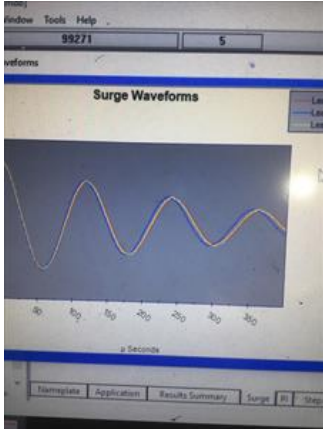 Window Tools Help
99271 5
Waveforms
Surge Waveforms
50 100 150 200 250 300 350
µ Seconds
Nameplate Application Results Summary Surge PI Step